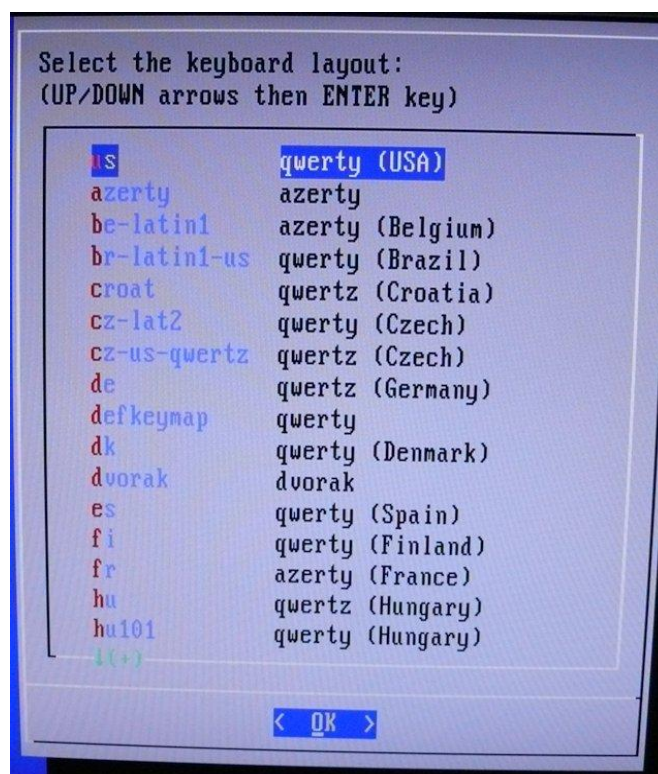 Select the keyboard layout:
(UP/DOWN arrows then ENTER key)
us qwerty (USA)
azerty azerty
be-latin1 azerty (Belgium)
br-latin1-us qwerty (Brazil)
croat qwertz (Croatia)
cz-lat2 qwerty (Czech)
cz-us-qwertz qwertz (Czech)
de qwertz (Germany)
defkeymap qwerty
dk qwerty (Denmark)
dvorak dvorak
es qwerty (Spain)
fi qwerty (Finland)
fr azerty (France)
hu qwertz (Hungary)
hu101 qwerty (Hungary)
↓(+)
< OK >